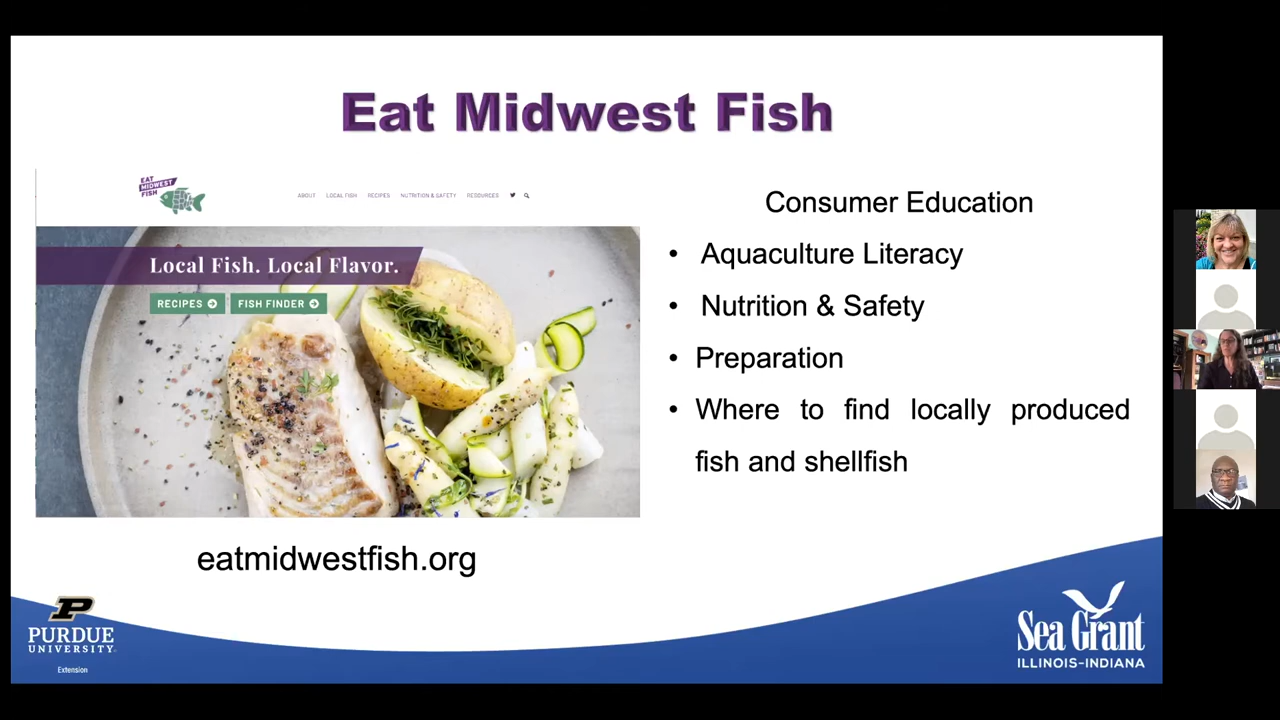 Eat Midwest Fish
EAT
MIDWEST
FISH
ABOUT LOCAL FISH RECIPES NUTRITION & SAFETY RESOURCES
Local Fish. Local Flavor.
RECIPES FISH FINDER
Consumer Education
• Aquaculture Literacy
• Nutrition & Safety
• Preparation
• Where to find locally produced
fish and shellfish
eatmidwestfish.org
P
PURDUE
UNIVERSITY
Extension
Sea Grant
ILLINOIS-INDIANA